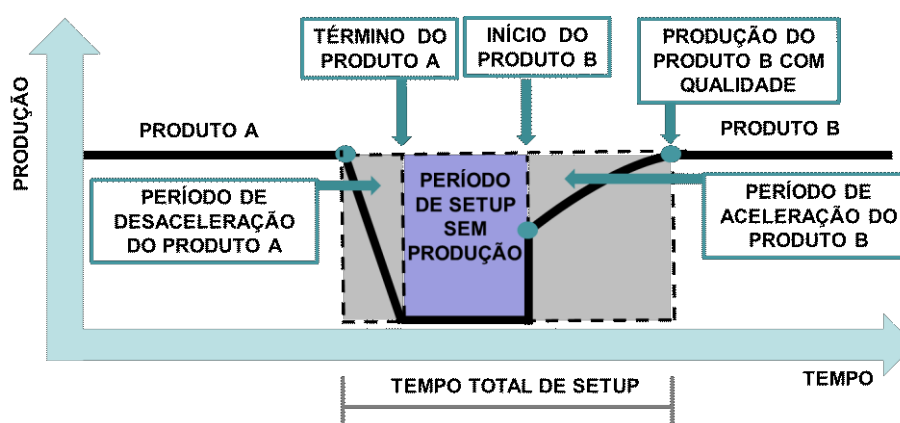 TÉRMINO DO
PRODUTO A
INÍCIO DO
PRODUTO B
PRODUÇÃO DO
PRODUTO B COM
QUALIDADE
PRODUÇÃO
PRODUTO A
PRODUTO B
PERÍODO DE
DESACELERAÇÃO
DO PRODUTO A
PERÍODO
DE SETUP
SEM
PRODUÇÃO
PERÍODO DE
ACELERAÇÃO DO
PRODUTO B
TEMPO
TEMPO TOTAL DE SETUP